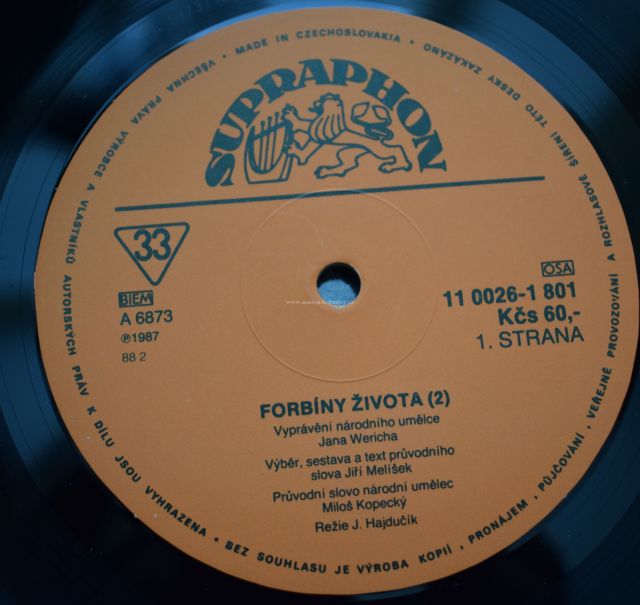 VŠECHNA PRÁVA VÝROBCE A VLASTNÍKŮ AUTORSKÝCH PRÁV K DÍLU JSOU VYHRAZENA • BEZ SOUHLASU JE VÝROBA KOPIÍ, PRONÁJEM, PŮJČOVÁNÍ, VEŘEJNÉ PROVOZOVÁNÍ A ROZHLASOVÉ ŠÍŘENÍ TÉTO DESKY ZAKÁZÁNO • MADE IN CZECHOSLOVAKIA •
SUPRAPHON
33
BIEM
A 6873
℗1987
88 2
OSA
11 0026-1 801
Kčs 60,-
1. STRANA
FORBÍNY ŽIVOTA (2)
Vyprávění národního umělce
Jana Wericha
Výběr, sestava a text průvodního
slova Jiří Melíšek
Průvodní slovo národní umělec
Miloš Kopecký
Režie J. Hajdučík